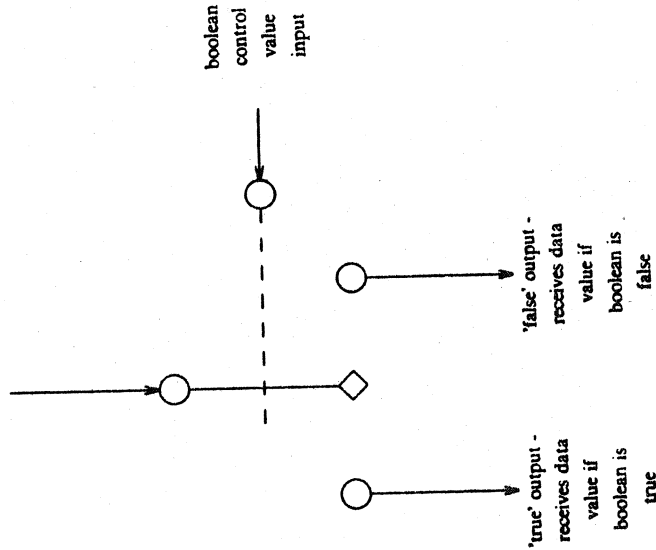 boolean
control
value
input
'false' output -
receives data
value if
boolean is
false
'true' output -
receives data
value if
boolean is
true